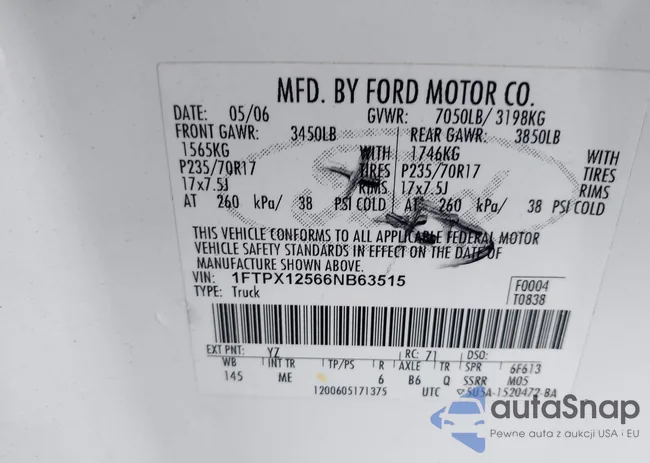 MFD. BY FORD MOTOR CO.
DATE: 05/06 GVWR: 7050LB/ 3198KG
FRONT GAWR: 3450LB REAR GAWR: 3850LB
1565KG WITH 1746KG WITH
P235/70R17 TIRES P235/70R17 TIRES
17x7.5J RIMS 17x7.5J RIMS
AT 260 kPa/ 38 PSI COLD AT 260 kPa/ 38 PSI COLD
THIS VEHICLE CONFORMS TO ALL APPLICABLE FEDERAL MOTOR
VEHICLE SAFETY STANDARDS IN EFFECT ON THE DATE OF
MANUFACTURE SHOWN ABOVE.
VIN: 1FTPX12566NB63515 F0004
TYPE: Truck T0838
EXT PNT: YZ RC: 71 DSO:
WB INT TR TP/PS R AXLE TR SPR 6F613
145 ME 6 B6 Q SSRR M05
1200605171375 UTC ▽5U5A-1520472-BA
autoSnap
Pewne auta z aukcji USA i EU